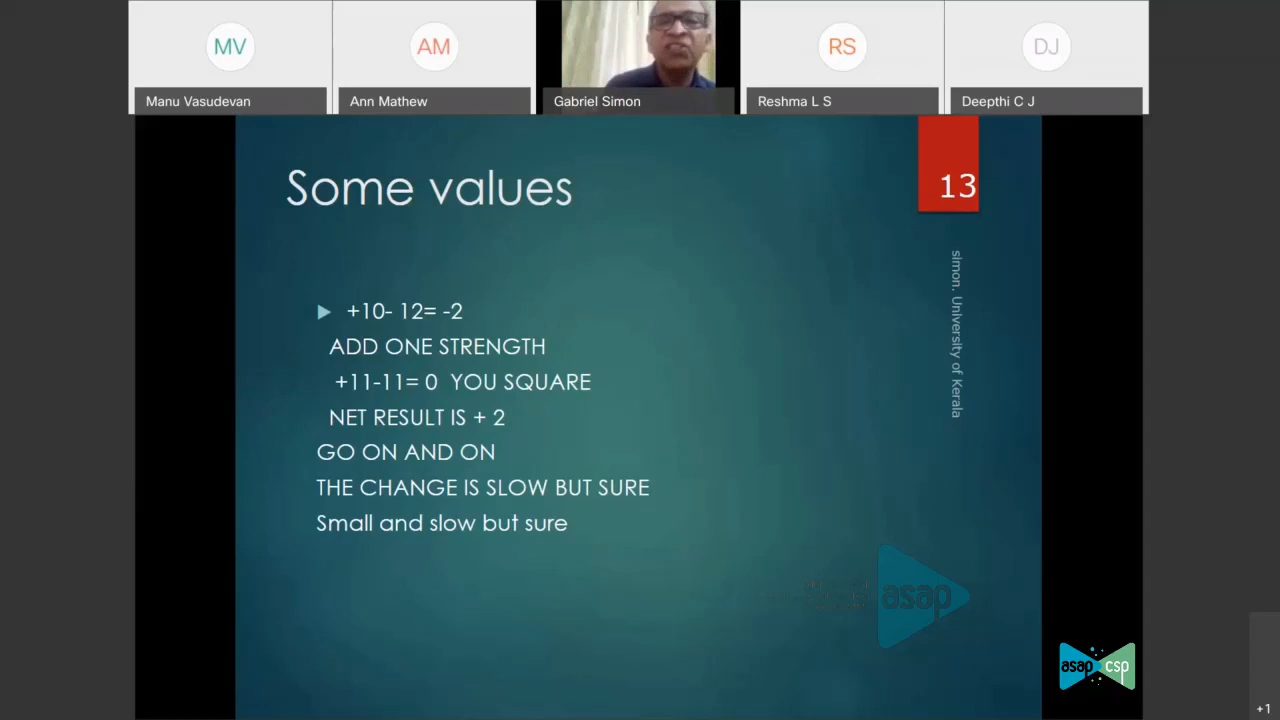 MV
AM
RS
DJ
Manu Vasudevan
Ann Mathew
Gabriel Simon
Reshma L S
Deepthi C J
Some values
13
simon. University of Kerala
+10- 12= -2
ADD ONE STRENGTH
+11-11= 0 YOU SQUARE
NET RESULT IS + 2
GO ON AND ON
THE CHANGE IS SLOW BUT SURE
Small and slow but sure
asap
asap csp
+1